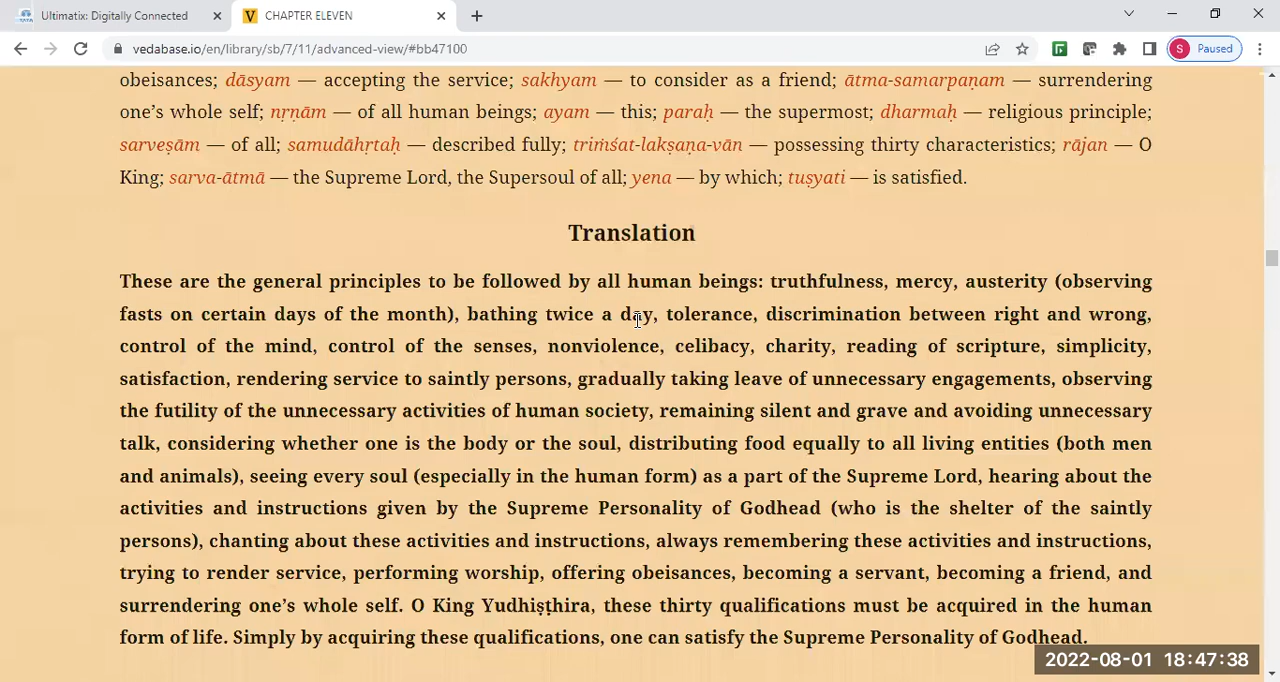 Ultimatix: Digitally Connected
CHAPTER ELEVEN
vedabase.io/en/library/sb/7/11/advanced-view/#bb47100
S Paused
obeisances; dāsyam — accepting the service; sakhyam — to consider as a friend; ātma-samarpaṇam — surrendering
one’s whole self; nṛṇām — of all human beings; ayam — this; paraḥ — the supermost; dharmaḥ — religious principle;
sarveṣām — of all; samudāhṛtaḥ — described fully; triṁśat-lakṣaṇa-vān — possessing thirty characteristics; rājan — O
King; sarva-ātmā — the Supreme Lord, the Supersoul of all; yena — by which; tuṣyati — is satisfied.
Translation
These are the general principles to be followed by all human beings: truthfulness, mercy, austerity (observing
fasts on certain days of the month), bathing twice a day, tolerance, discrimination between right and wrong,
control of the mind, control of the senses, nonviolence, celibacy, charity, reading of scripture, simplicity,
satisfaction, rendering service to saintly persons, gradually taking leave of unnecessary engagements, observing
the futility of the unnecessary activities of human society, remaining silent and grave and avoiding unnecessary
talk, considering whether one is the body or the soul, distributing food equally to all living entities (both men
and animals), seeing every soul (especially in the human form) as a part of the Supreme Lord, hearing about the
activities and instructions given by the Supreme Personality of Godhead (who is the shelter of the saintly
persons), chanting about these activities and instructions, always remembering these activities and instructions,
trying to render service, performing worship, offering obeisances, becoming a servant, becoming a friend, and
surrendering one’s whole self. O King Yudhiṣṭhira, these thirty qualifications must be acquired in the human
form of life. Simply by acquiring these qualifications, one can satisfy the Supreme Personality of Godhead.
2022-08-01 18:47:38